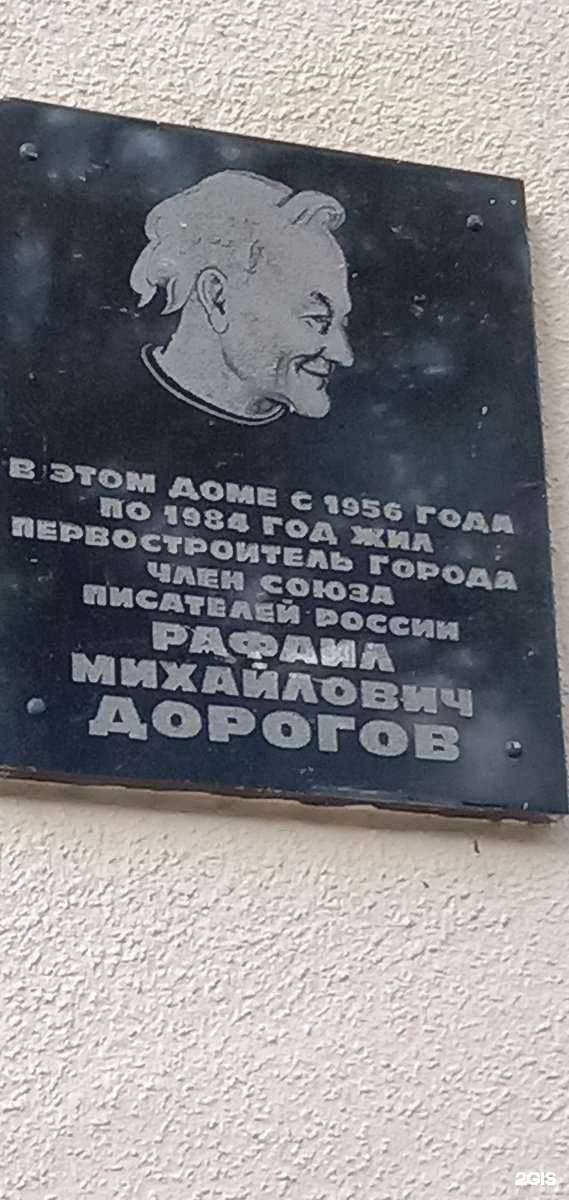 В ЭТОМ ДОМЕ С 1956 ГОДА
ПО 1984 ГОД ЖИЛ
ПЕРВОСТРОИТЕЛЬ ГОРОДА
ЧЛЕН СОЮЗА
ПИСАТЕЛЕЙ РОССИИ
РАФАИЛ
МИХАЙЛОВИЧ
ДОРОГОВ
2GIS